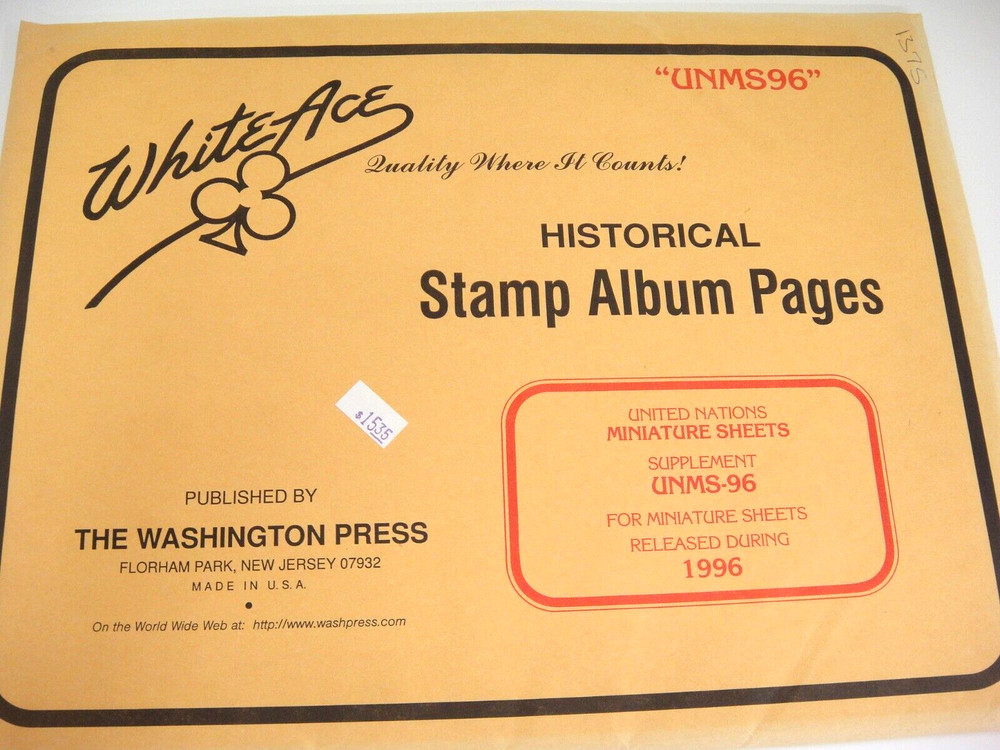 "UNMS96"
White Ace
Quality Where It Counts!
HISTORICAL
Stamp Album Pages
$1535
UNITED NATIONS
MINIATURE SHEETS
SUPPLEMENT
UNMS-96
FOR MINIATURE SHEETS
RELEASED DURING
1996
PUBLISHED BY
THE WASHINGTON PRESS
FLORHAM PARK, NEW JERSEY 07932
MADE IN U.S.A.
On the World Wide Web at: http://www.washpress.com